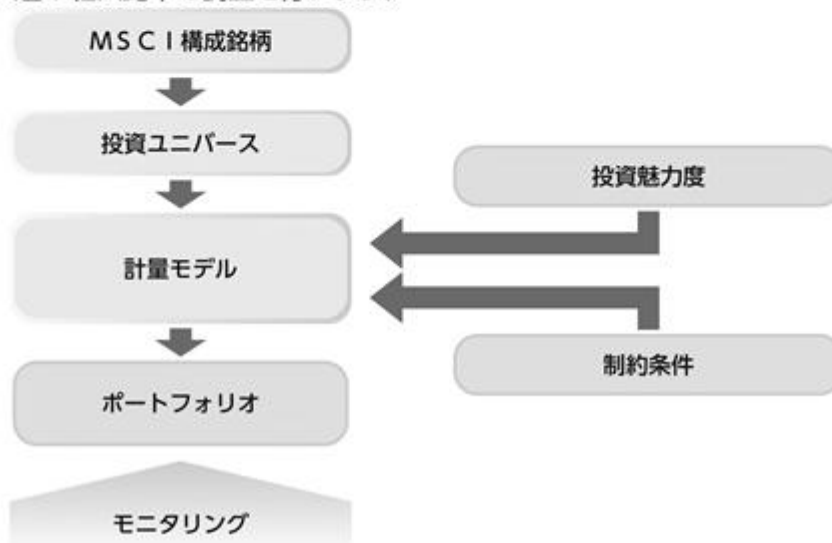 MSCI構成銘柄
投資ユニバース
投資魅力度
計量モデル
制約条件
ポートフォリオ
モニタリング